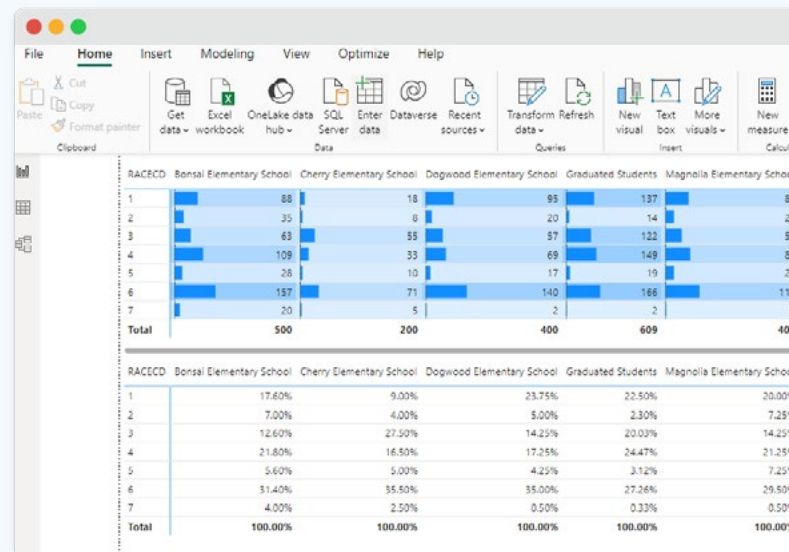 File Home Insert Modeling View Optimize Help
Paste
Cut
Copy
Format painter
Clipboard
Get data
Excel workbook
OneLake data hub
SQL Server
Enter data
Dataverse
Recent sources
Data
Transform data
Refresh
Queries
New visual
Text box
More visuals
Insert
New measure
Calcul
RACECD Bonsai Elementary School Cherry Elementary School Dogwood Elementary School Graduated Students Magnolia Elementary School
1 88 18 95 137 8
2 35 8 20 14 2
3 63 55 57 122 5
4 109 33 69 149 8
5 28 10 17 19 2
6 157 71 140 166 11
7 20 5 2 2
Total 500 200 400 609 40
RACECD Bonsai Elementary School Cherry Elementary School Dogwood Elementary School Graduated Students Magnolia Elementary School
1 17.60% 9.00% 23.75% 22.50% 20.00%
2 7.00% 4.00% 5.00% 2.30% 7.25%
3 12.60% 27.50% 14.25% 20.03% 14.25%
4 21.80% 16.50% 17.25% 24.47% 21.25%
5 5.60% 5.00% 4.25% 3.12% 7.25%
6 31.40% 35.50% 35.00% 27.26% 29.50%
7 4.00% 2.50% 0.50% 0.33% 0.50%
Total 100.00% 100.00% 100.00% 100.00% 100.00%